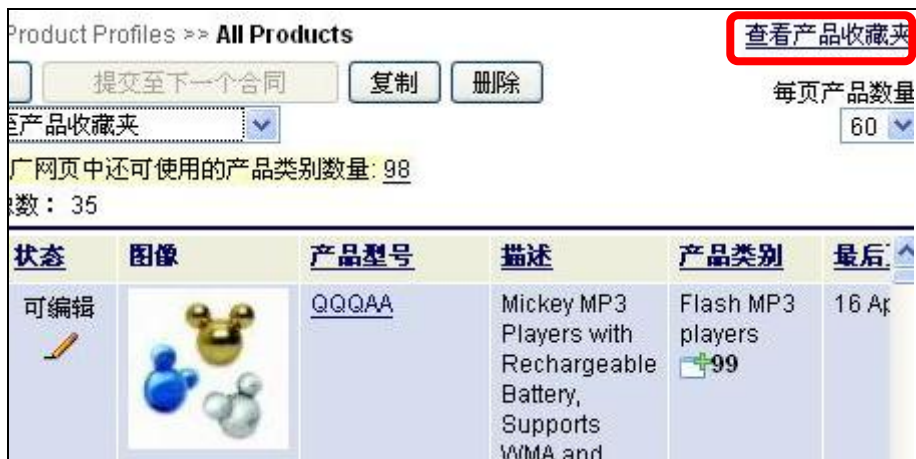 Product Profiles >> All Products
查看产品收藏夹
提交至下一个合同 复制 删除
每页产品数量
至产品收藏夹 60
广网页中还可使用的产品类别数量: 98
总数： 35
状态 图像 产品型号 描述 产品类别 最后
可编辑 QQQAA Mickey MP3 Flash MP3 16 Ap
Players with players
Rechargeable 99
Battery,
Supports
WMA and